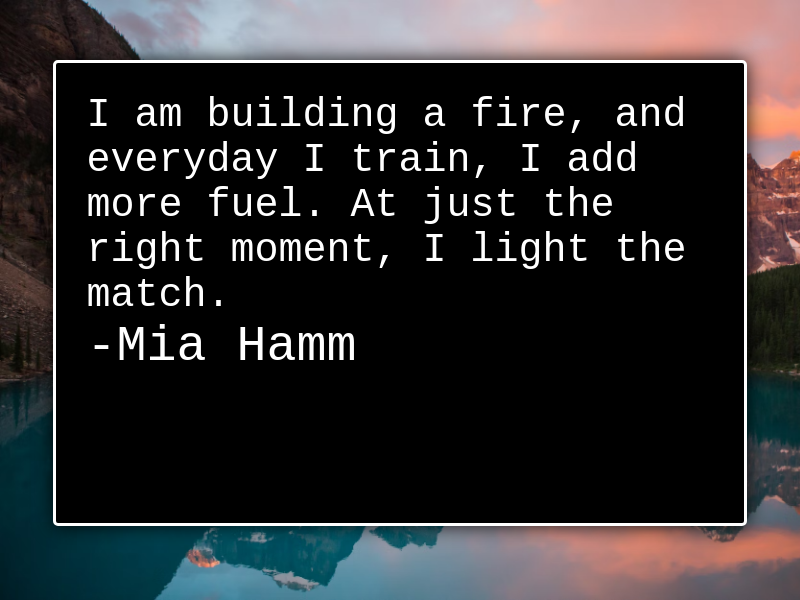 I am building a fire, and
everyday I train, I add
more fuel. At just the
right moment, I light the
match.
-Mia Hamm